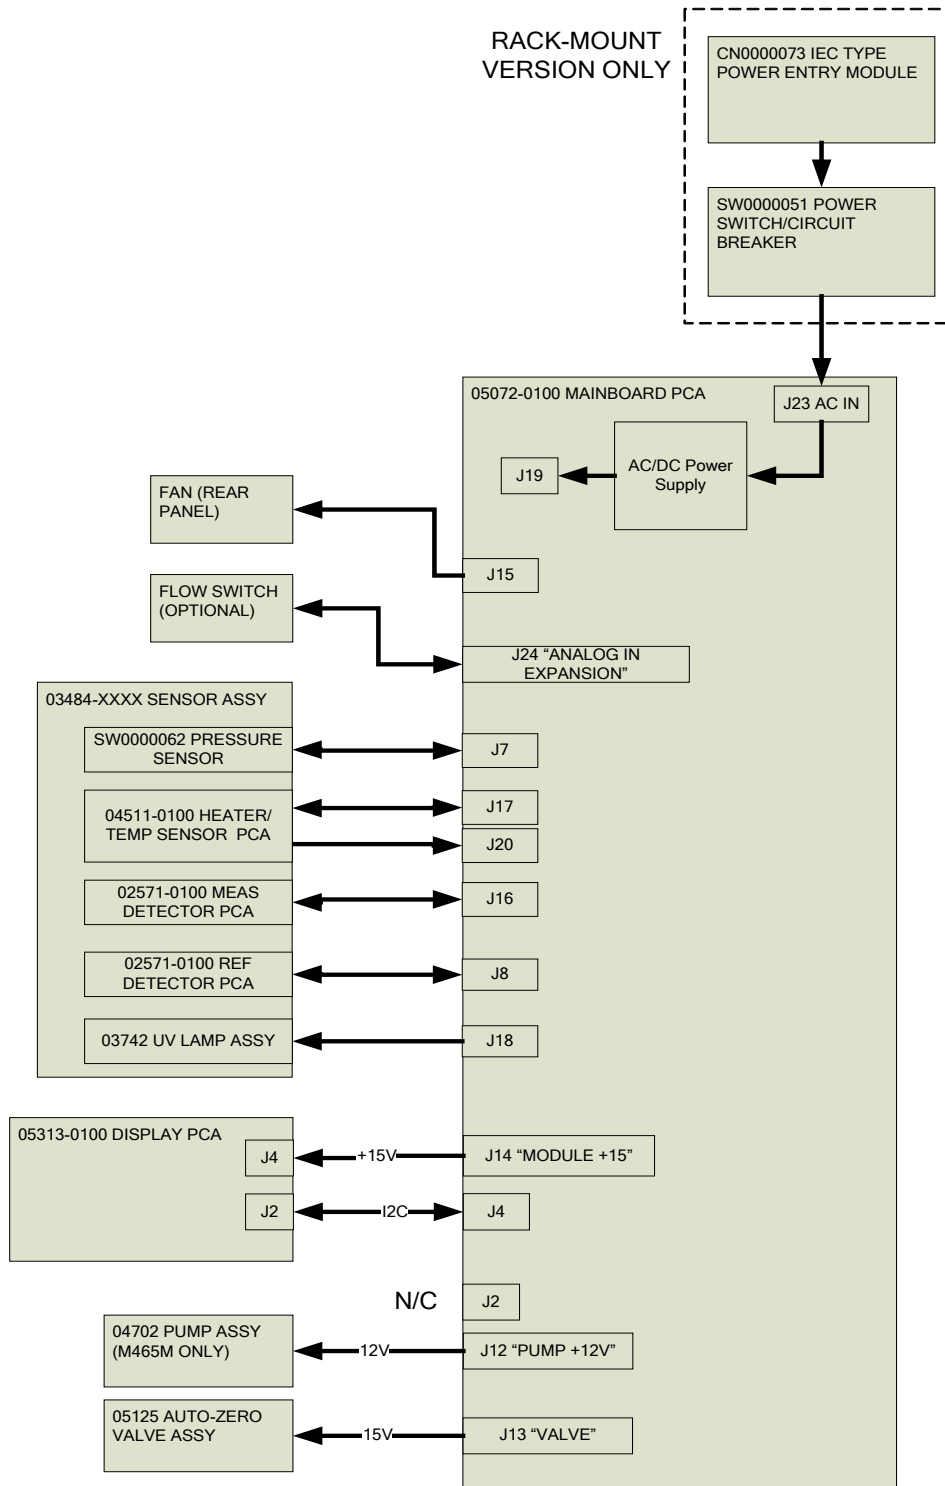 RACK-MOUNT
VERSION ONLY
CN0000073 IEC TYPE
POWER ENTRY MODULE
SW0000051 POWER
SWITCH/CIRCUIT
BREAKER
05072-0100 MAINBOARD PCA
J23 AC IN
J19
AC/DC Power
Supply
FAN (REAR
PANEL)
J15
FLOW SWITCH
(OPTIONAL)
J24 “ANALOG IN
EXPANSION”
03484-XXXX SENSOR ASSY
SW0000062 PRESSURE
SENSOR
J7
04511-0100 HEATER/
TEMP SENSOR PCA
J17
J20
02571-0100 MEAS
DETECTOR PCA
J16
02571-0100 REF
DETECTOR PCA
J8
03742 UV LAMP ASSY
J18
05313-0100 DISPLAY PCA
J4
+15V
J14 “MODULE +15”
J2
I2C
J4
N/C
J2
04702 PUMP ASSY
(M465M ONLY)
12V
J12 “PUMP +12V”
05125 AUTO-ZERO
VALVE ASSY
15V
J13 “VALVE”